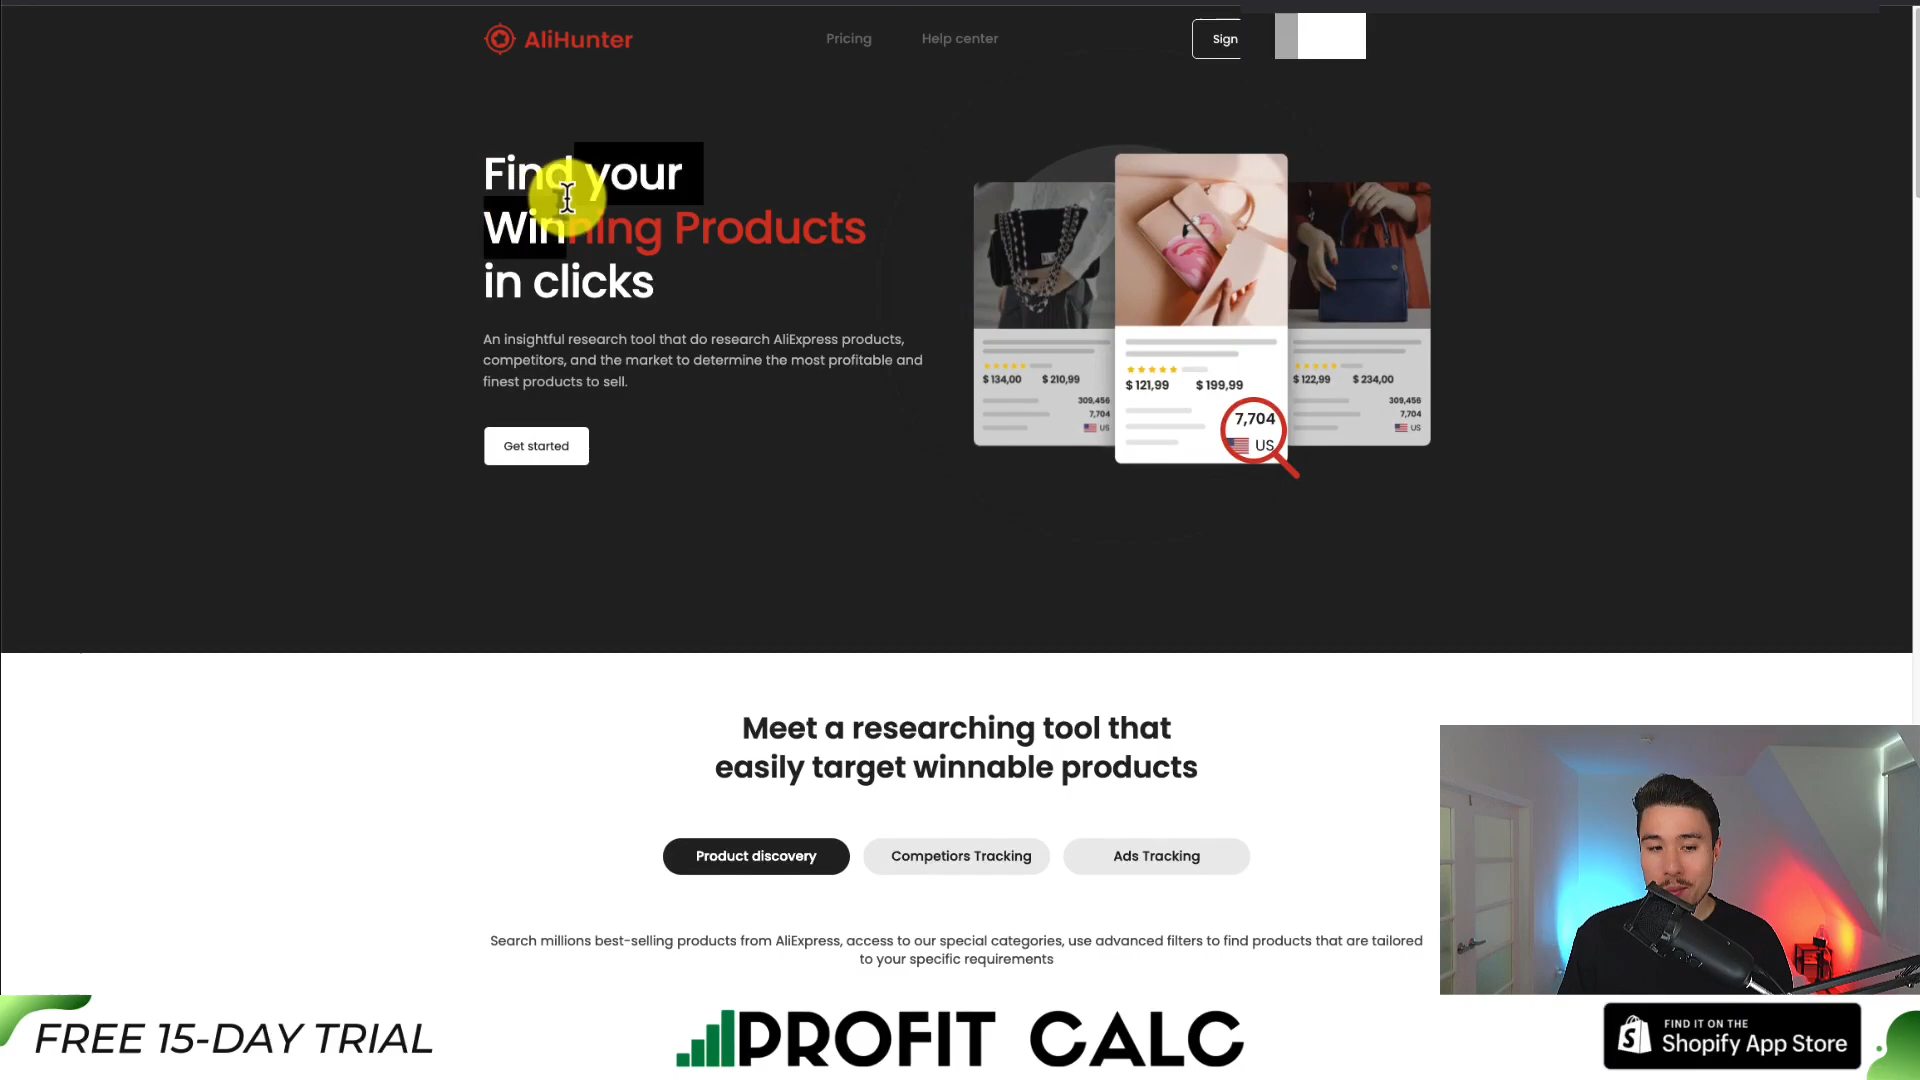 AliHunter
Pricing
Help center
Sign
Find your
Winning Products
in clicks
An insightful research tool that do research AliExpress products,
competitors, and the market to determine the most profitable and
finest products to sell.
Get started
$ 134,00 $ 210,99
309,456
7,704
US
$ 121,99 $ 199,99
7,704
US
$ 122,99 $ 234,00
309,456
7,704
US
Meet a researching tool that
easily target winnable products
Product discovery
Competiors Tracking
Ads Tracking
Search millions best-selling products from AliExpress, access to our special categories, use advanced filters to find products that are tailored
to your specific requirements
FREE 15-DAY TRIAL
PROFIT CALC
FIND IT ON THE
Shopify App Store